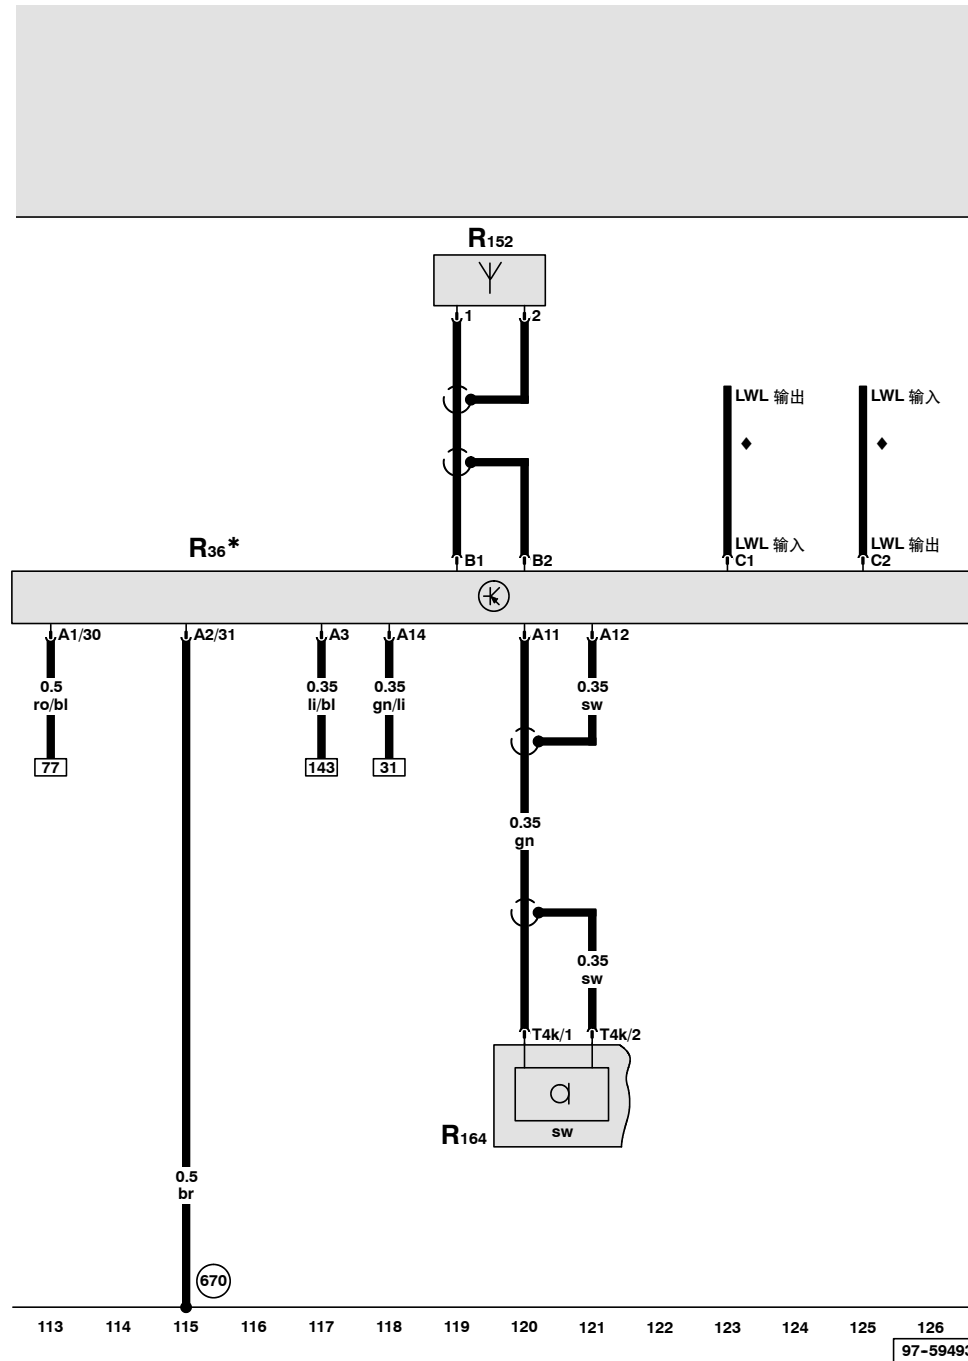 R152
1 2
LWL 输出 LWL 输入
R36* LWL 输入 LWL 输出
B1 B2 C1 C2
A1/30 A2/31 A3 A14 A11 A12
0.5 0.35 0.35 0.35
ro/bl li/bl gn/li sw
77 143 31
0.35
gn
0.35
sw
T4k/1 T4k/2
R164 sw
0.5
br
670
113 114 115 116 117 118 119 120 121 122 123 124 125 126
97-59493